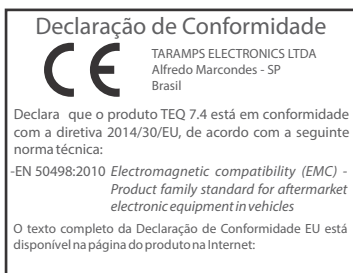 Declaração de Conformidade
CE
TARAMPS ELECTRONICS LTDA
Alfredo Marcondes - SP
Brasil
Declara que o produto TEQ 7.4 está em conformidade
com a diretiva 2014/30/EU, de acordo com a seguinte
norma técnica:
-EN 50498:2010 Electromagnetic compatibility (EMC) -
Product family standard for aftermarket
electronic equipment in vehicles
O texto completo da Declaração de Conformidade EU está
disponível na página do produto na Internet: